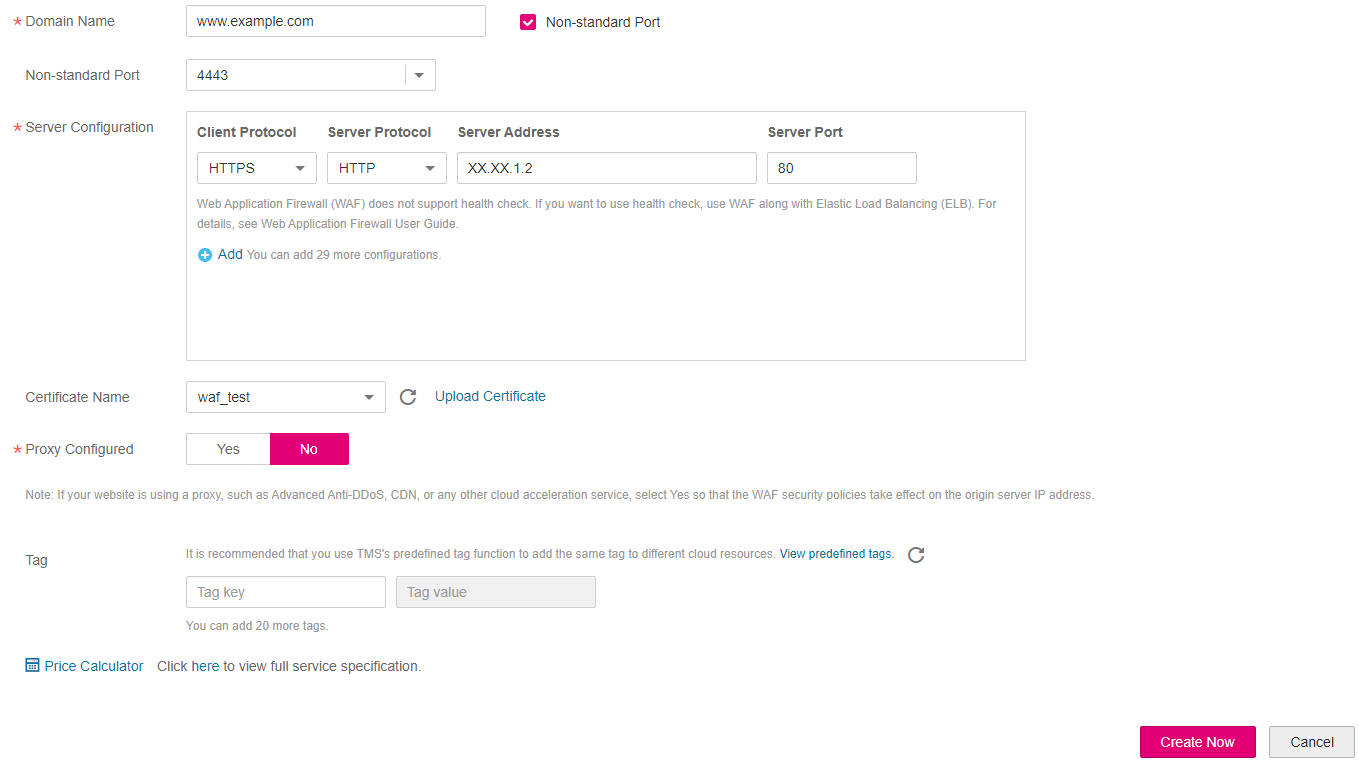 * Domain Name www.example.com Non-standard Port
Non-standard Port 4443
* Server Configuration
Client Protocol Server Protocol Server Address Server Port
HTTPS HTTP XX.XX.1.2 80
Web Application Firewall (WAF) does not support health check. If you want to use health check, use WAF along with Elastic Load Balancing (ELB). For
details, see Web Application Firewall User Guide.
Add You can add 29 more configurations.
Certificate Name waf_test Upload Certificate
* Proxy Configured Yes No
Note: If your website is using a proxy, such as Advanced Anti-DDoS, CDN, or any other cloud acceleration service, select Yes so that the WAF security policies take effect on the origin server IP address.
Tag It is recommended that you use TMS's predefined tag function to add the same tag to different cloud resources. View predefined tags.
Tag key Tag value
You can add 20 more tags.
Price Calculator Click here to view full service specification.
Create Now Cancel